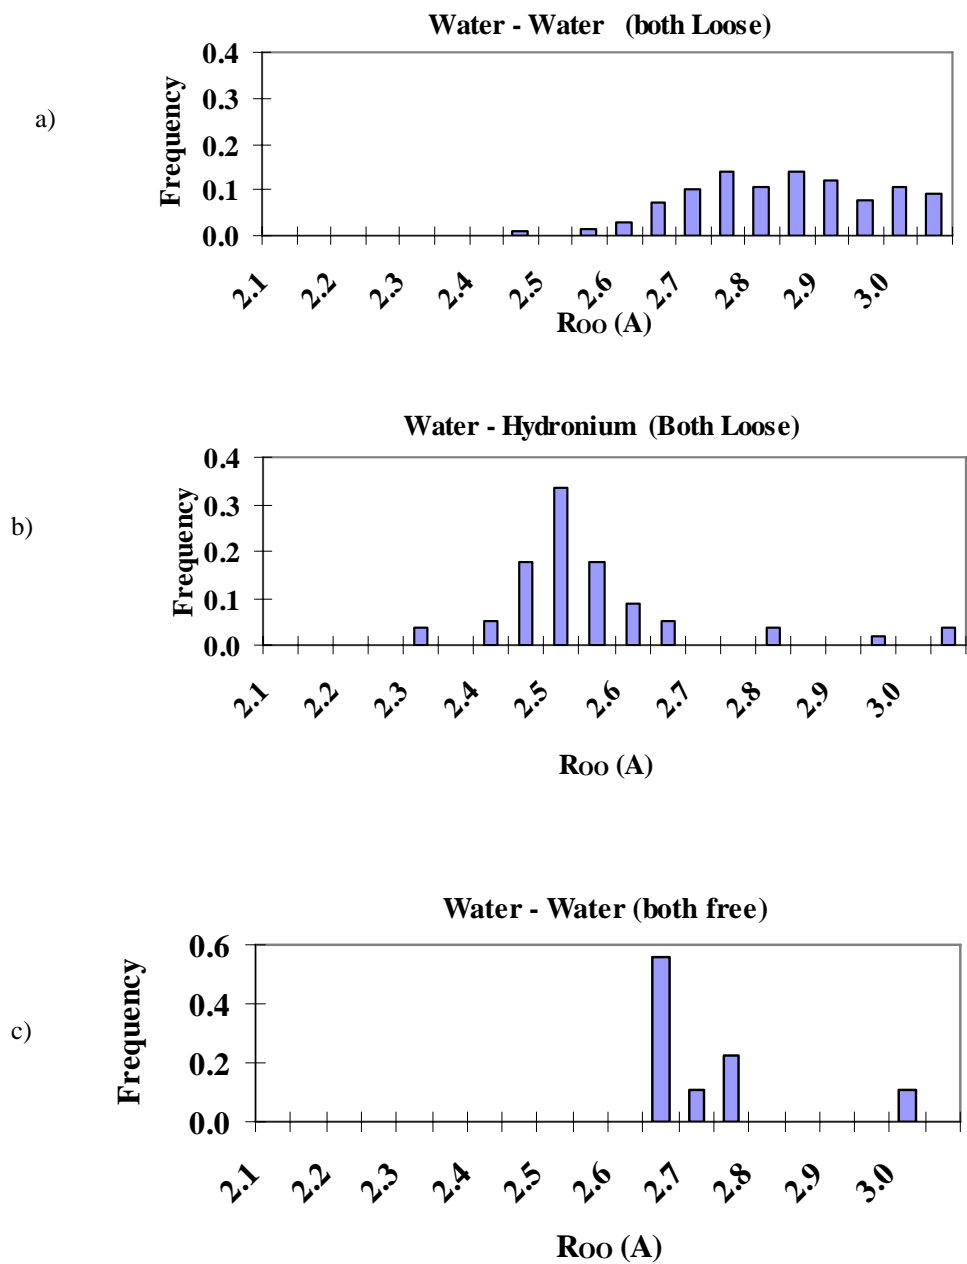 Water - Water (both Loose)
a)
Frequency
0.4
0.3
0.2
0.1
0.0
2.1 2.2 2.3 2.4 2.5 2.6 2.7 2.8 2.9 3.0
ROO (A)
Water - Hydronium (Both Loose)
b)
Frequency
0.4
0.3
0.2
0.1
0.0
2.1 2.2 2.3 2.4 2.5 2.6 2.7 2.8 2.9 3.0
ROO (A)
Water - Water (both free)
c)
Frequency
0.6
0.4
0.2
0.0
2.1 2.2 2.3 2.4 2.5 2.6 2.7 2.8 2.9 3.0
ROO (A)